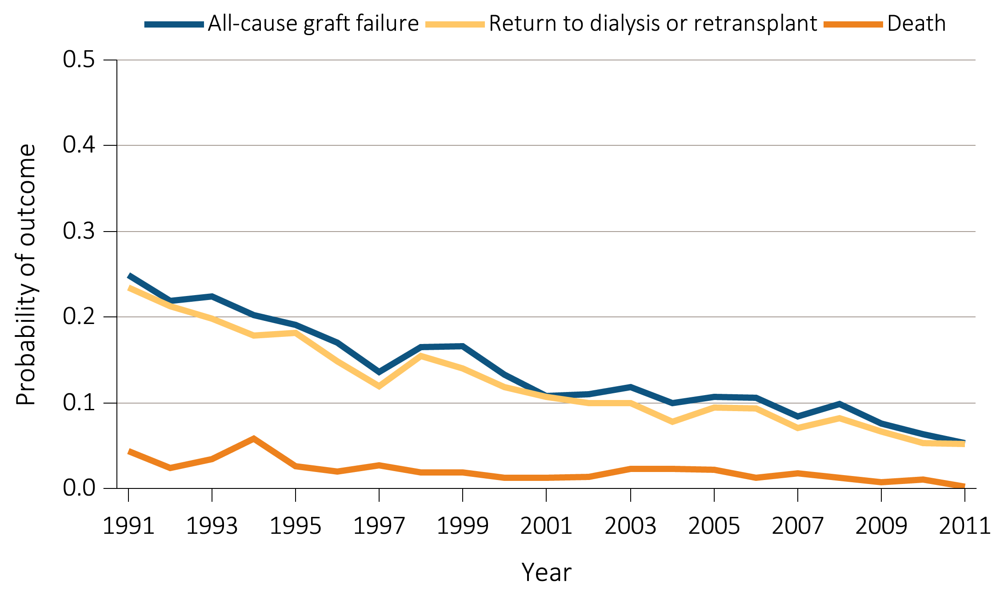 All-cause graft failure Return to dialysis or retransplant Death
0.5
0.4
0.3
0.2
0.1
0.0
Probability of outcome
1991 1993 1995 1997 1999 2001 2003 2005 2007 2009 2011
Year